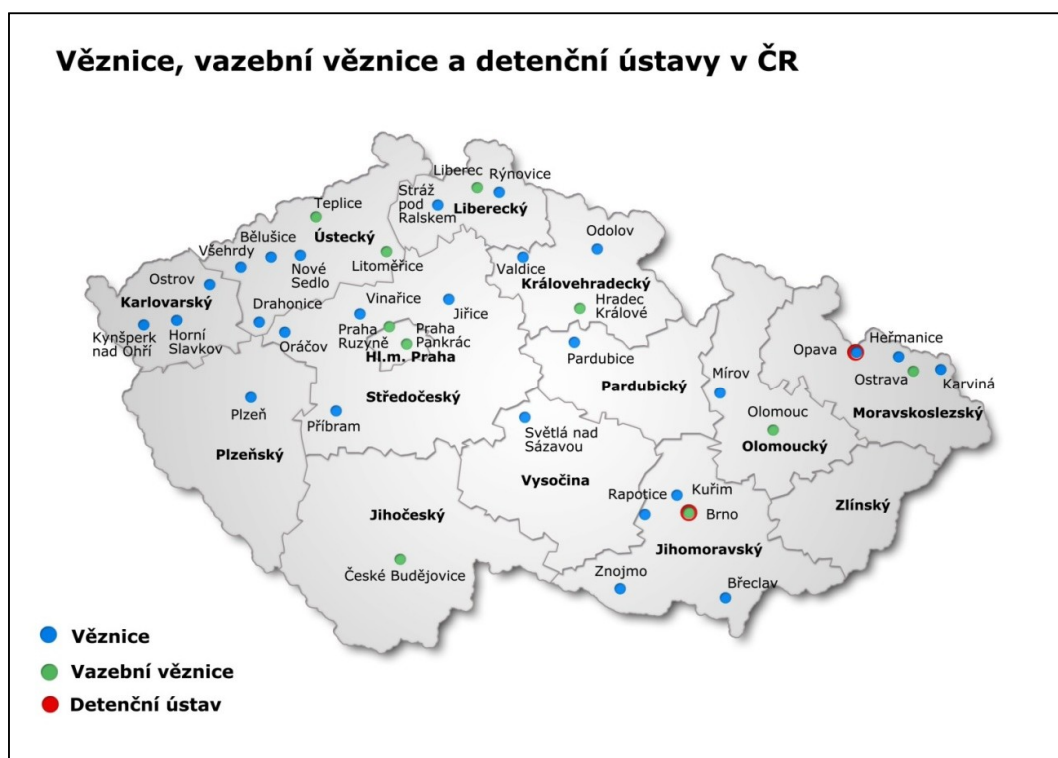 Věznice, vazební věznice a detenční ústavy v ČR
Liberec
Rýnovice
Stráž
pod
Ralskem
Liberecký
Teplice
Ústecký
Bělušice
Všehrdy
Nové
Sedlo
Litoměřice
Odolov
Valdice
Královehradecký
Hradec
Králové
Ostrov
Karlovarský
Kynšperk
nad Ohří
Horní
Slavkov
Drahonice
Oráčov
Vinařice
Jiřice
Praha
Ruzyně
Praha
Pankrác
Hl.m. Praha
Středočeský
Příbram
Plzeň
Plzeňský
Pardubice
Pardubický
Mírov
Opava
Heřmanice
Ostrava
Karviná
Moravskoslezský
Olomouc
Olomoucký
Světlá nad
Sázavou
Vysočina
Zlínský
Rapotice
Kuřim
Brno
Jihomoravský
Jihočeský
České Budějovice
Znojmo
Břeclav
Věznice
Vazební věznice
Detenční ústav